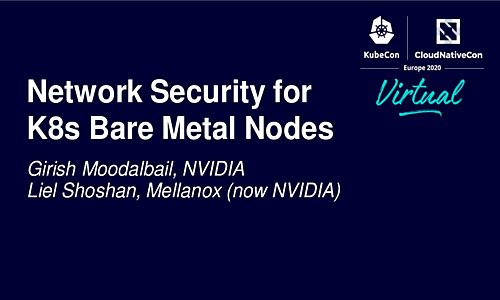 KubeCon
CloudNativeCon
Europe 2020
Virtual
Network Security for
K8s Bare Metal Nodes
Girish Moodalbail, NVIDIA
Liel Shoshan, Mellanox (now NVIDIA)